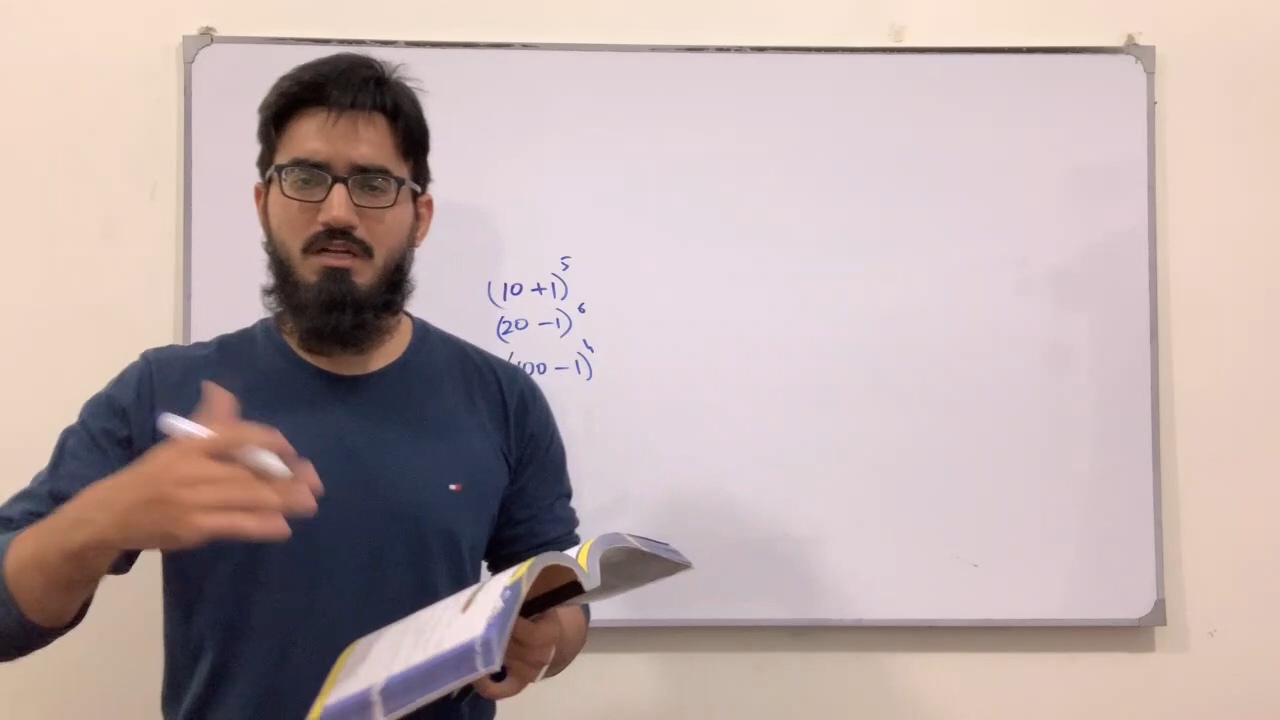 (10 + 1)⁵
(20 - 1)⁶
100 - 1)